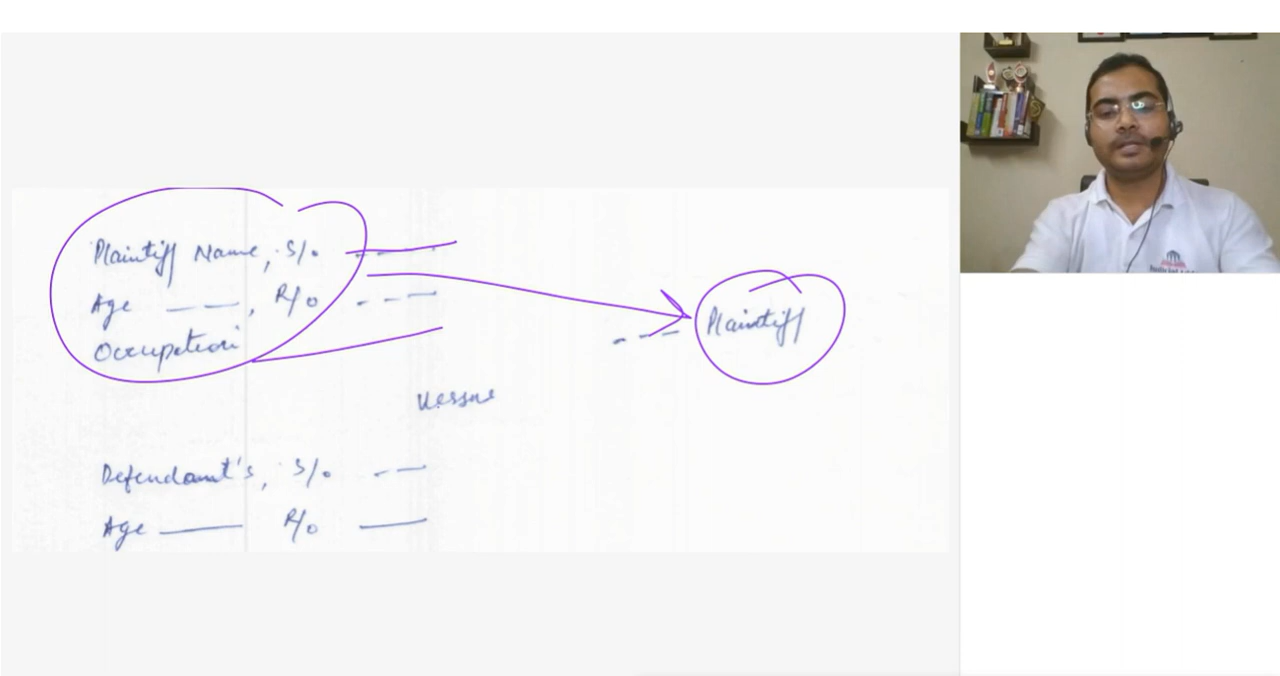 Plaintiff Name, S/o - - -
Age ——, R/o - - -
Occupation
- - - Plaintiff
Versus
Defendant's, S/o - —
Age —— R/o ——